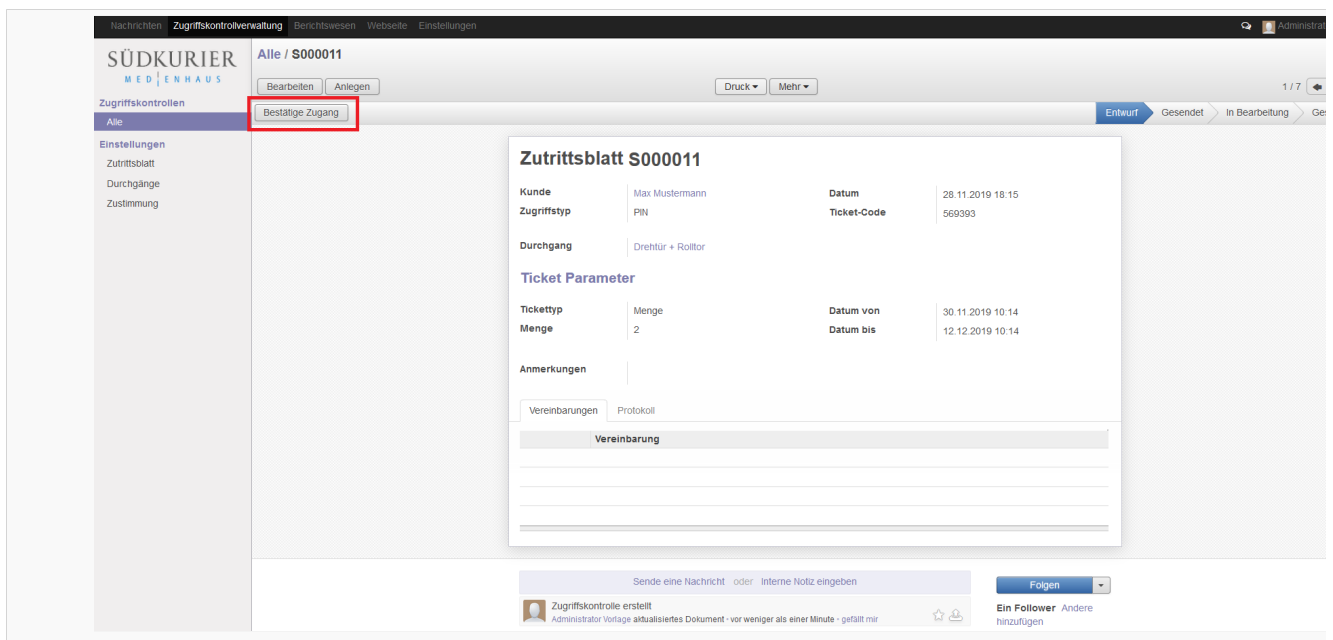 Nachrichten Zugriffskontrollverwaltung Berichtswesen Webseite Einstellungen Administrat
SÜDKURIER
MEDIENHAUS
Alle / S000011
Bearbeiten Anlegen Druck Mehr 1 / 7
Zugriffskontrollen
Bestätige Zugang Entwurf Gesendet In Bearbeitung Ges
Alle
Einstellungen
Zutrittsblatt
Durchgänge
Zustimmung
Zutrittsblatt S000011
Kunde Max Mustermann Datum 28.11.2019 18:15
Zugriffstyp PIN Ticket-Code 569393
Durchgang Drehtür + Rolltor
Ticket Parameter
Tickettyp Menge Datum von 30.11.2019 10:14
Menge 2 Datum bis 12.12.2019 10:14
Anmerkungen
Vereinbarungen Protokoll
Vereinbarung
Sende eine Nachricht oder Interne Notiz eingeben
Folgen
Zugriffskontrolle erstellt
Administrator Vorlage aktualisiertes Dokument · vor weniger als einer Minute · gefällt mir
Ein Follower Andere
hinzufügen